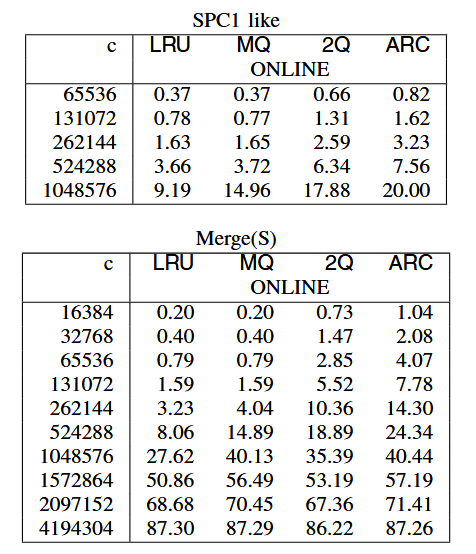 SPC1 like
c LRU MQ 2Q ARC
ONLINE
65536 0.37 0.37 0.66 0.82
131072 0.78 0.77 1.31 1.62
262144 1.63 1.65 2.59 3.23
524288 3.66 3.72 6.34 7.56
1048576 9.19 14.96 17.88 20.00
Merge(S)
c LRU MQ 2Q ARC
ONLINE
16384 0.20 0.20 0.73 1.04
32768 0.40 0.40 1.47 2.08
65536 0.79 0.79 2.85 4.07
131072 1.59 1.59 5.52 7.78
262144 3.23 4.04 10.36 14.30
524288 8.06 14.89 18.89 24.34
1048576 27.62 40.13 35.39 40.44
1572864 50.86 56.49 53.19 57.19
2097152 68.68 70.45 67.36 71.41
4194304 87.30 87.29 86.22 87.26